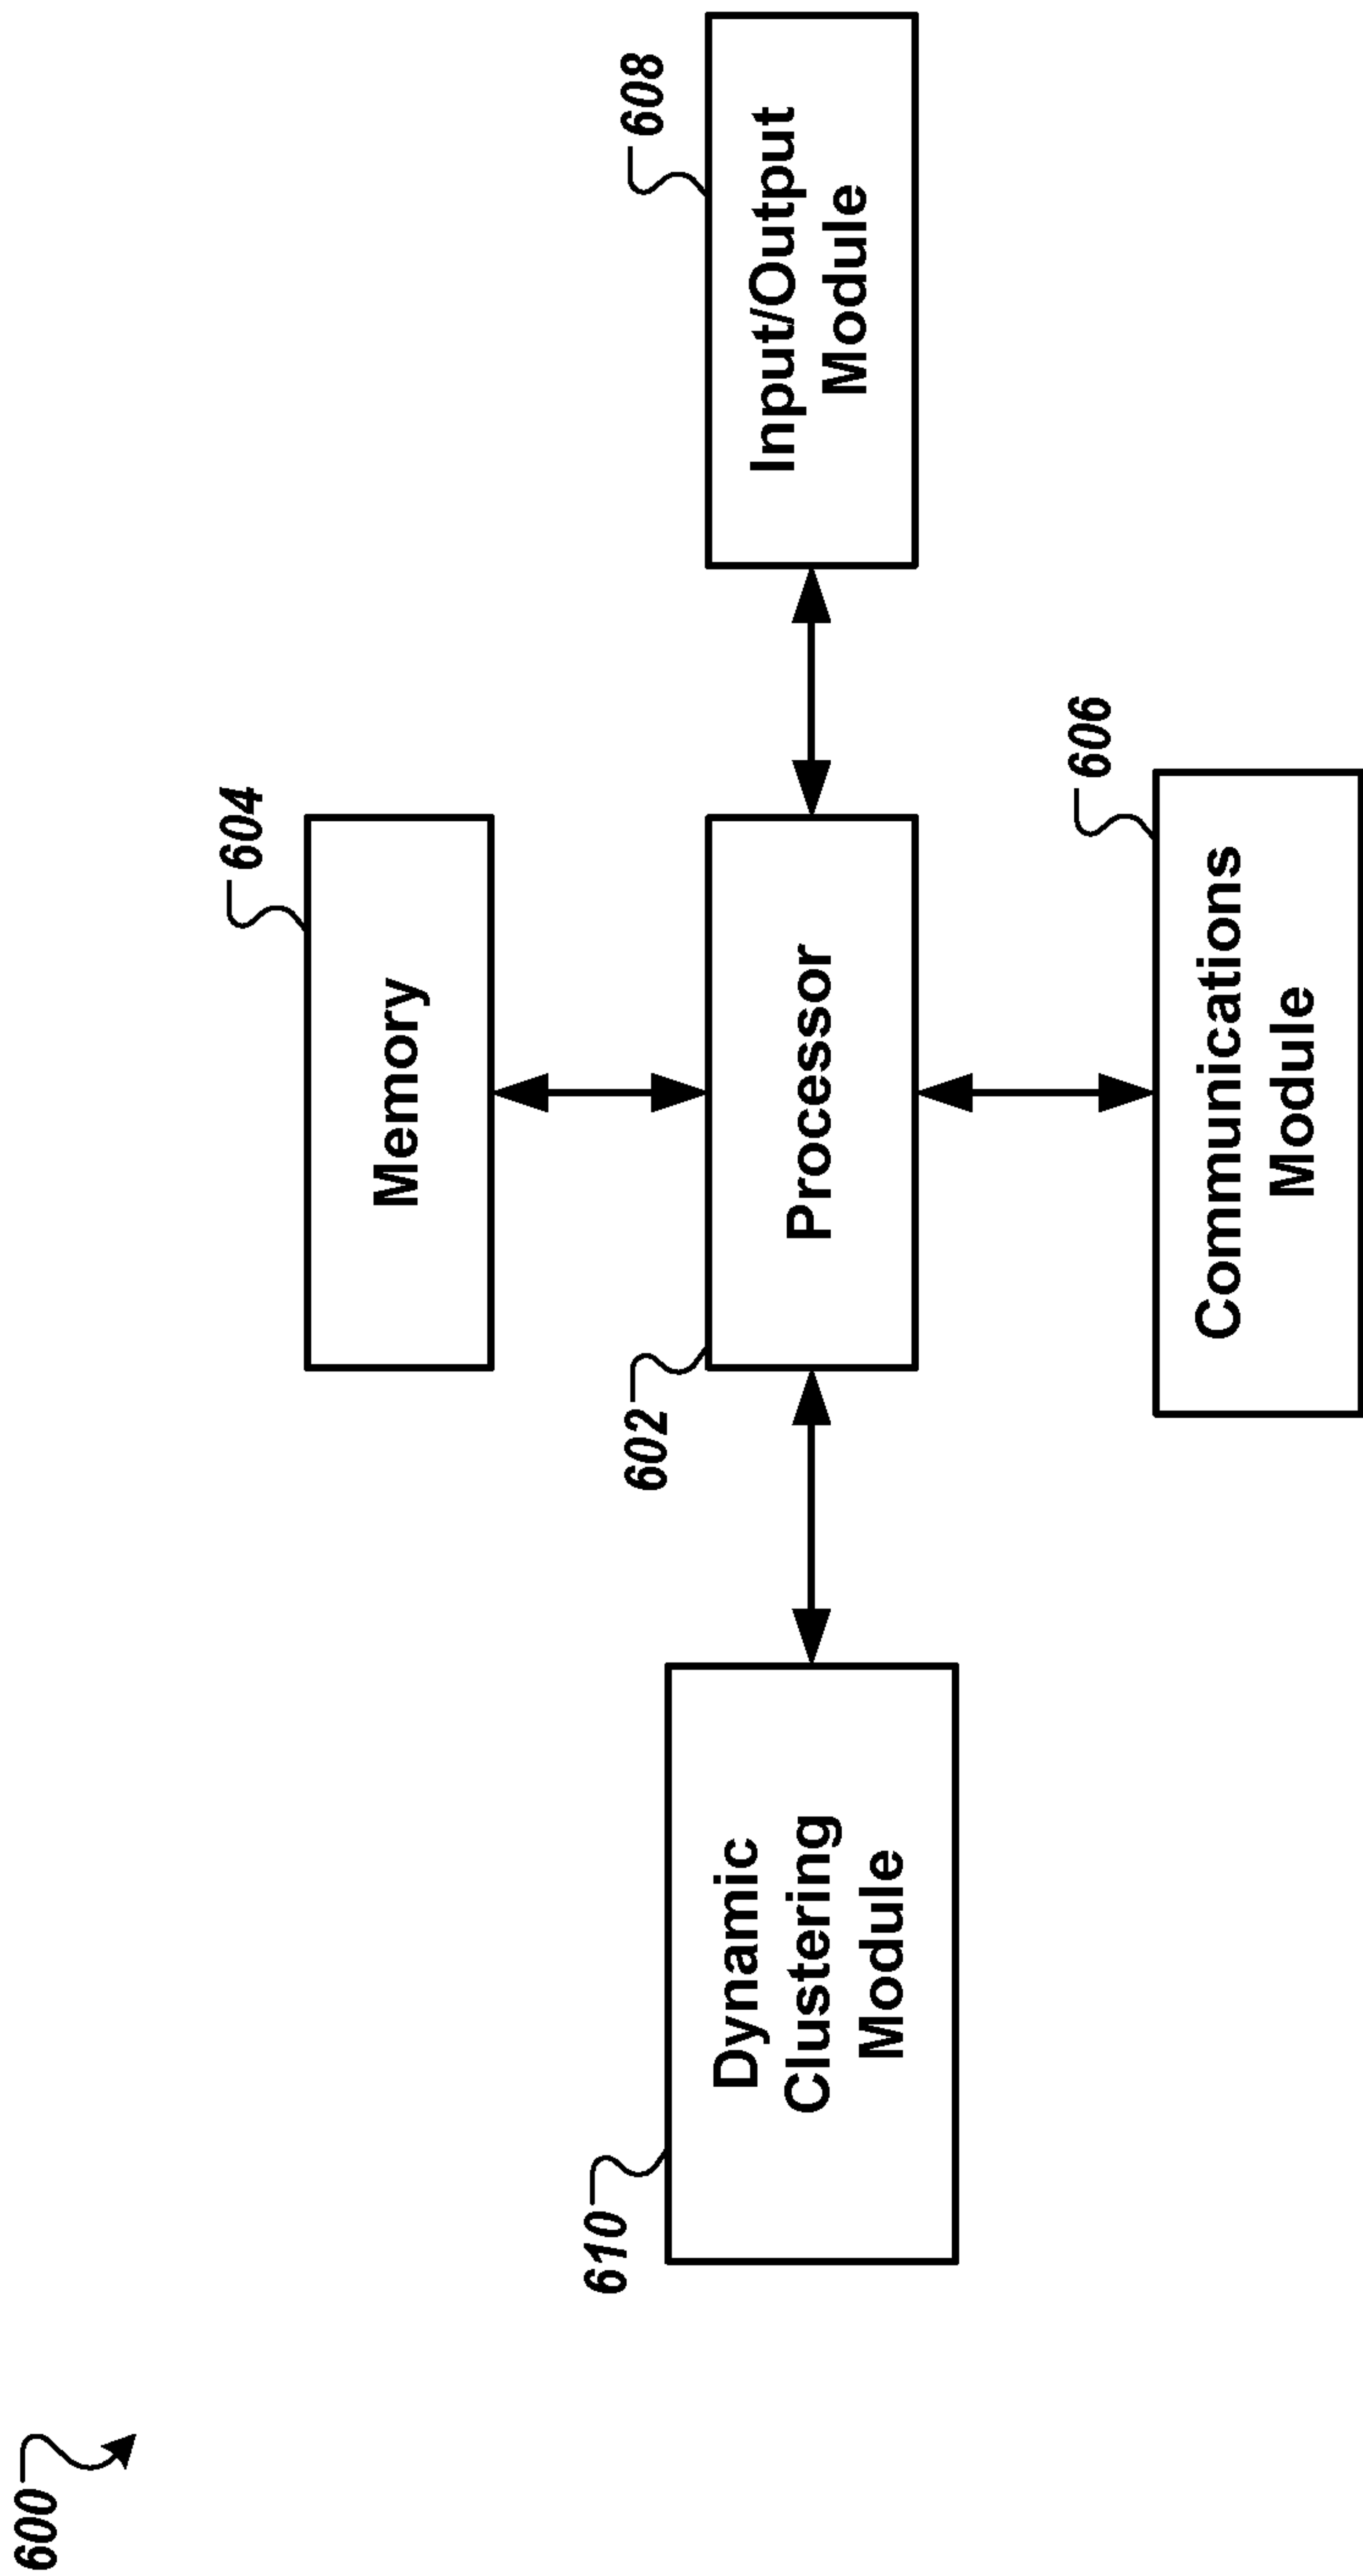 600
604
Memory
610
Dynamic
Clustering
Module
602
Processor
608
Input/Output
Module
606
Communications
Module